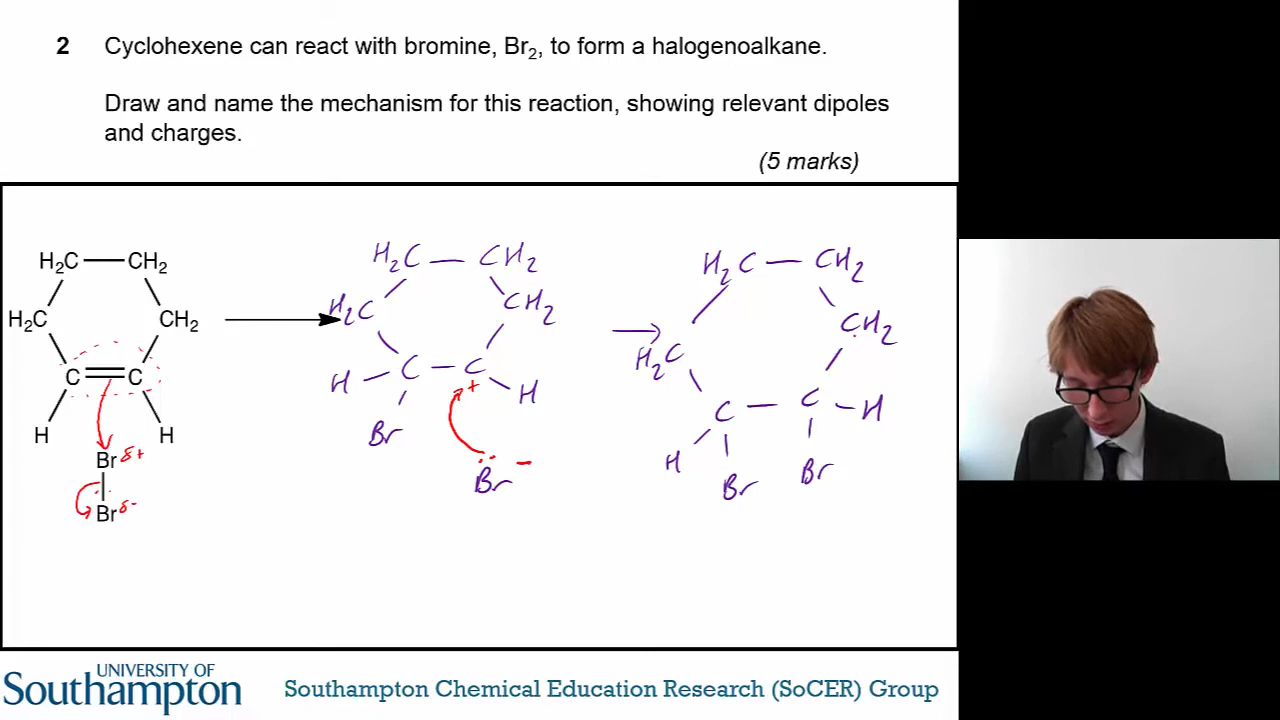 2 Cyclohexene can react with bromine, Br₂, to form a halogenoalkane.
Draw and name the mechanism for this reaction, showing relevant dipoles
and charges.
(5 marks)
H₂C CH₂
H₂C CH₂
C C
H H
Br δ+
Br δ-
H₂C CH₂
H₂C CH₂
H C C + H
Br Br -
H₂C CH₂
H₂C CH₂
C C H
H Br Br
UNIVERSITY OF
Southampton
Southampton Chemical Education Research (SoCER) Group